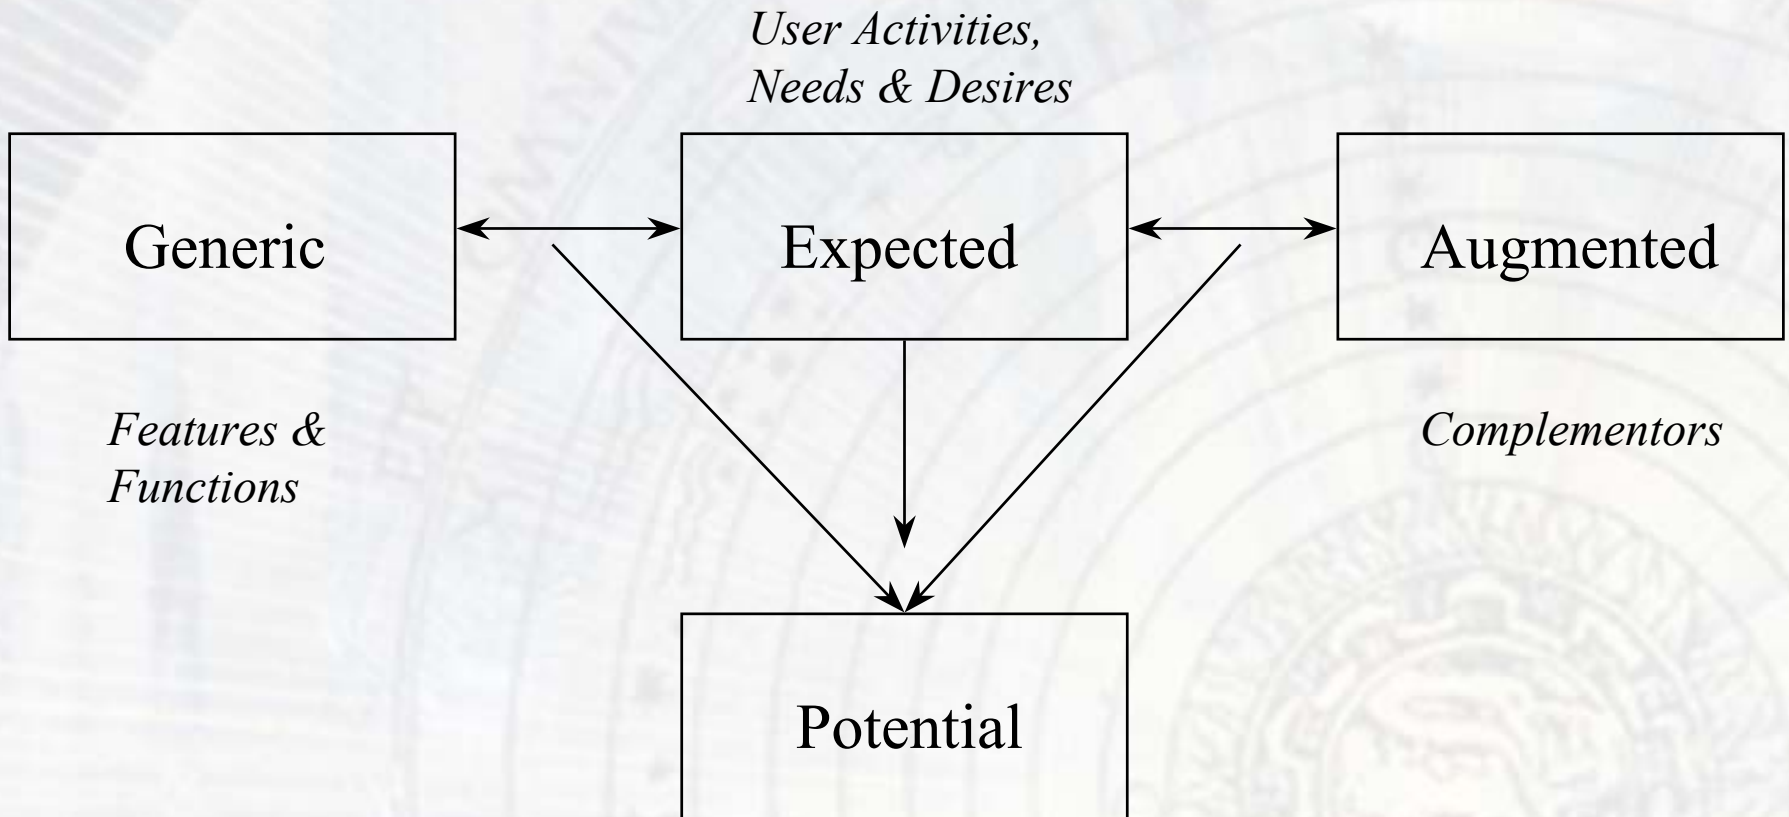 User Activities,
Needs & Desires
Generic
Expected
Augmented
Features &
Functions
Complementors
Potential